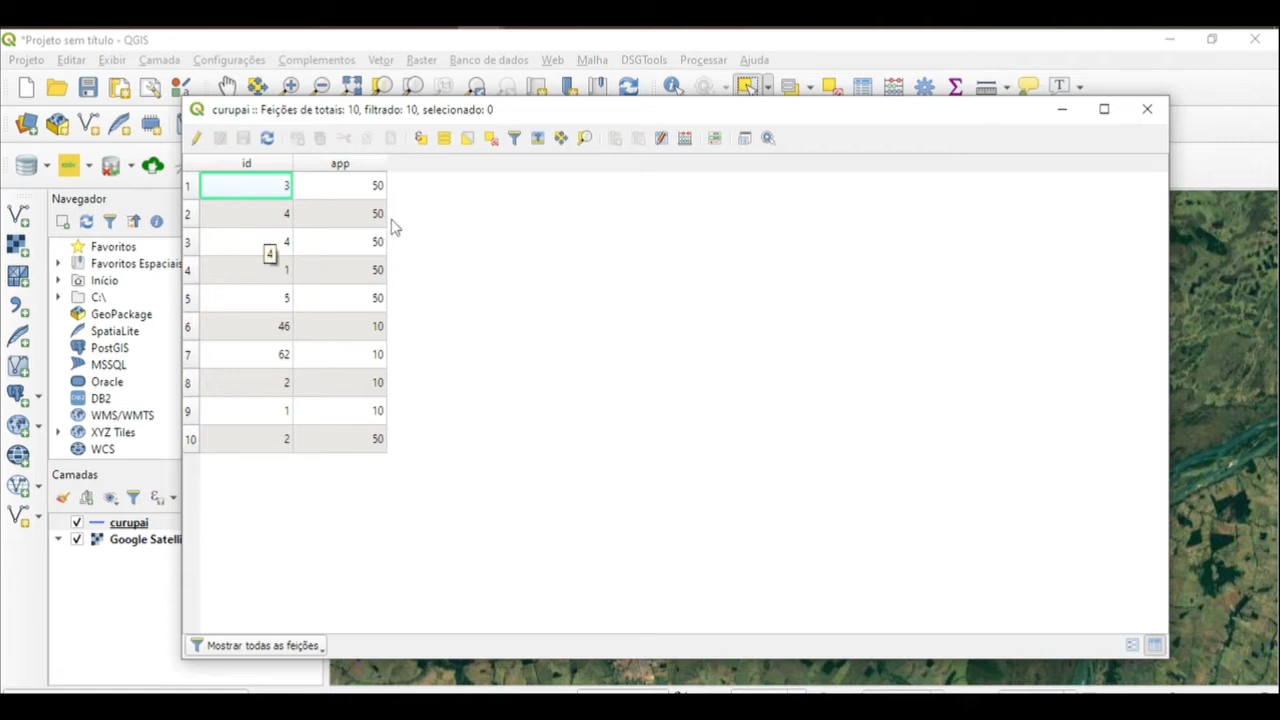 *Projeto sem título - QGIS
Projeto Editar Exibir Camada Configurações Complementos Vetor Raster Banco de dados Web Malha DSGTools Processar Ajuda
curupai :: Feições de totais: 10, filtrado: 10, selecionado: 0
id app
1 3 50
2 4 50
3 4 50
4
4 1 50
5 5 50
6 46 10
7 62 10
8 2 10
9 1 10
10 2 50
Navegador
Favoritos
Favoritos Espaciais
Início
C:\
GeoPackage
SpatiaLite
PostGIS
MSSQL
Oracle
DB2
WMS/WMTS
XYZ Tiles
WCS
Camadas
curupai
Google Satelli
Mostrar todas as feições